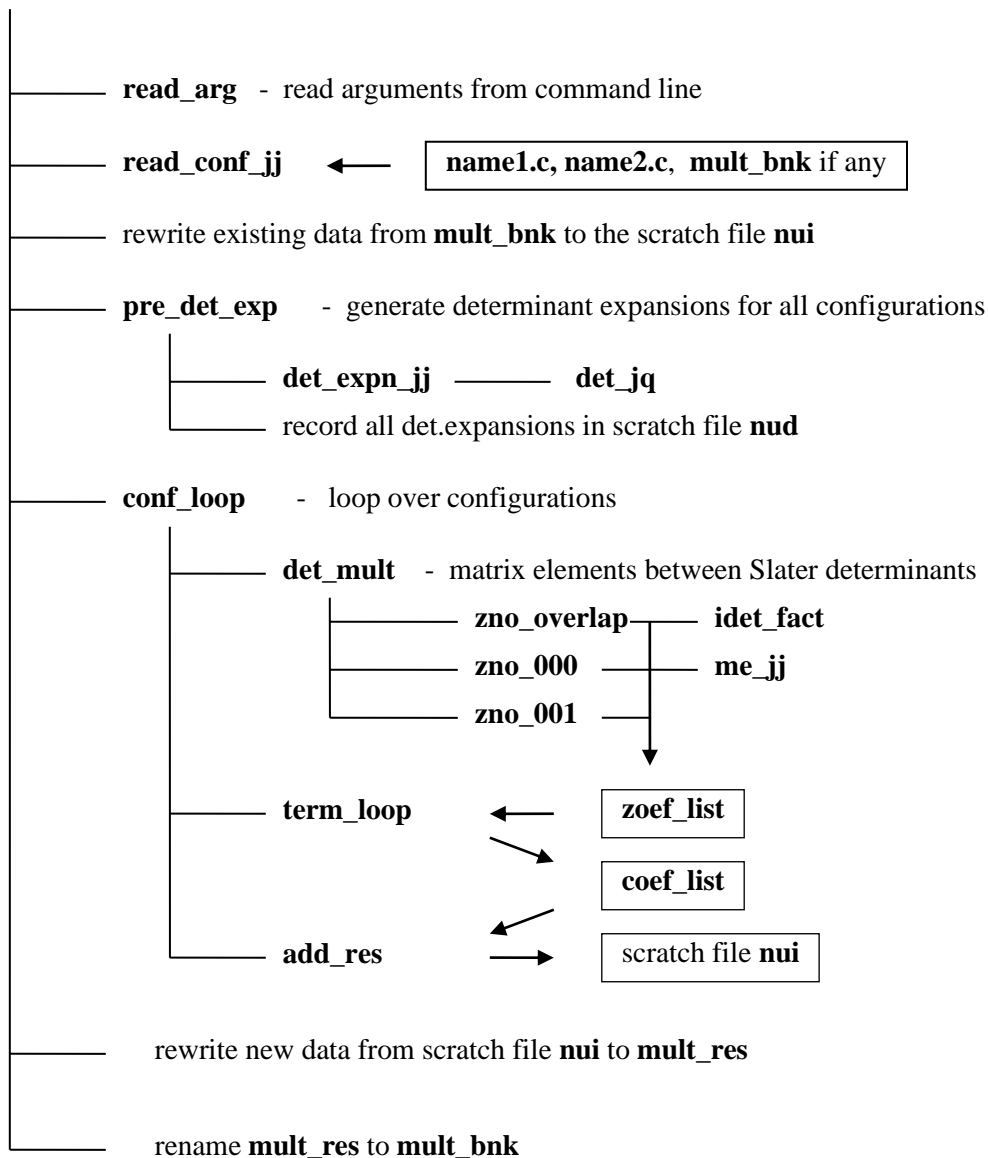 read_arg - read arguments from command line
read_conf_jj name1.c, name2.c, mult_bnk if any
rewrite existing data from mult_bnk to the scratch file nui
pre_det_exp - generate determinant expansions for all configurations
det_expn_jj det_jq
record all det.expansions in scratch file nud
conf_loop - loop over configurations
det_mult - matrix elements between Slater determinants
zno_overlap idet_fact
zno_000 me_jj
zno_001
term_loop zoef_list
coef_list
add_res scratch file nui
rewrite new data from scratch file nui to mult_res
rename mult_res to mult_bnk